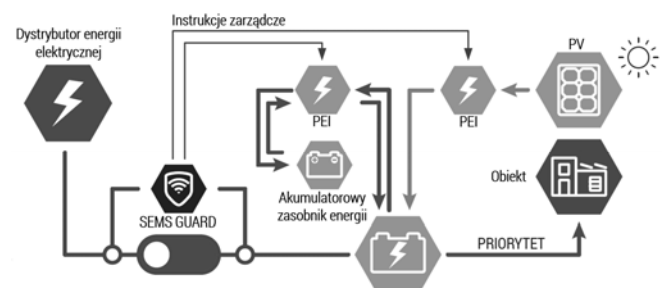 Instrukcje zarządcze
Dystrybutor energii
elektrycznej
PV
PEI
PEI
Obiekt
Akumulatorowy
zasobnik energii
SEMS GUARD
PRIORYTET